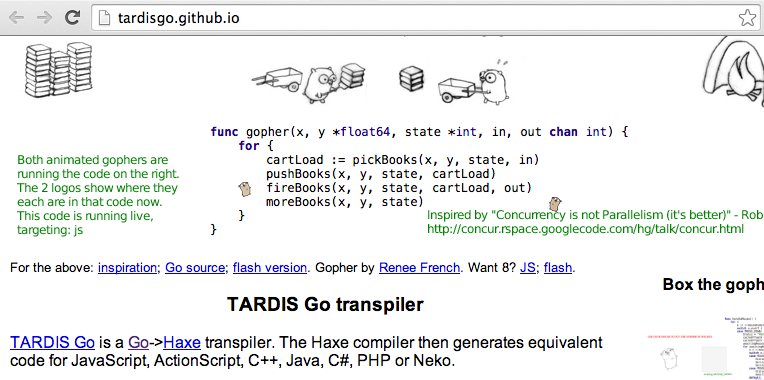 tardisgo.github.io
func gopher(x, y *float64, state *int, in, out chan int) {
for {
cartLoad := pickBooks(x, y, state, in)
pushBooks(x, y, state, cartLoad)
fireBooks(x, y, state, cartLoad, out)
moreBooks(x, y, state)
}
}
Both animated gophers are
running the code on the right.
The 2 logos show where they
each are in that code now.
This code is running live,
targeting: js
Inspired by "Concurrency is not Parallelism (it's better)" - Rob
http://concur.rspace.googlecode.com/hg/talk/concur.html
For the above: inspiration; Go source; flash version. Gopher by Renee French. Want 8? JS; flash.
Box the goph
TARDIS Go transpiler
TARDIS Go is a Go->Haxe transpiler. The Haxe compiler then generates equivalent
code for JavaScript, ActionScript, C++, Java, C#, PHP or Neko.